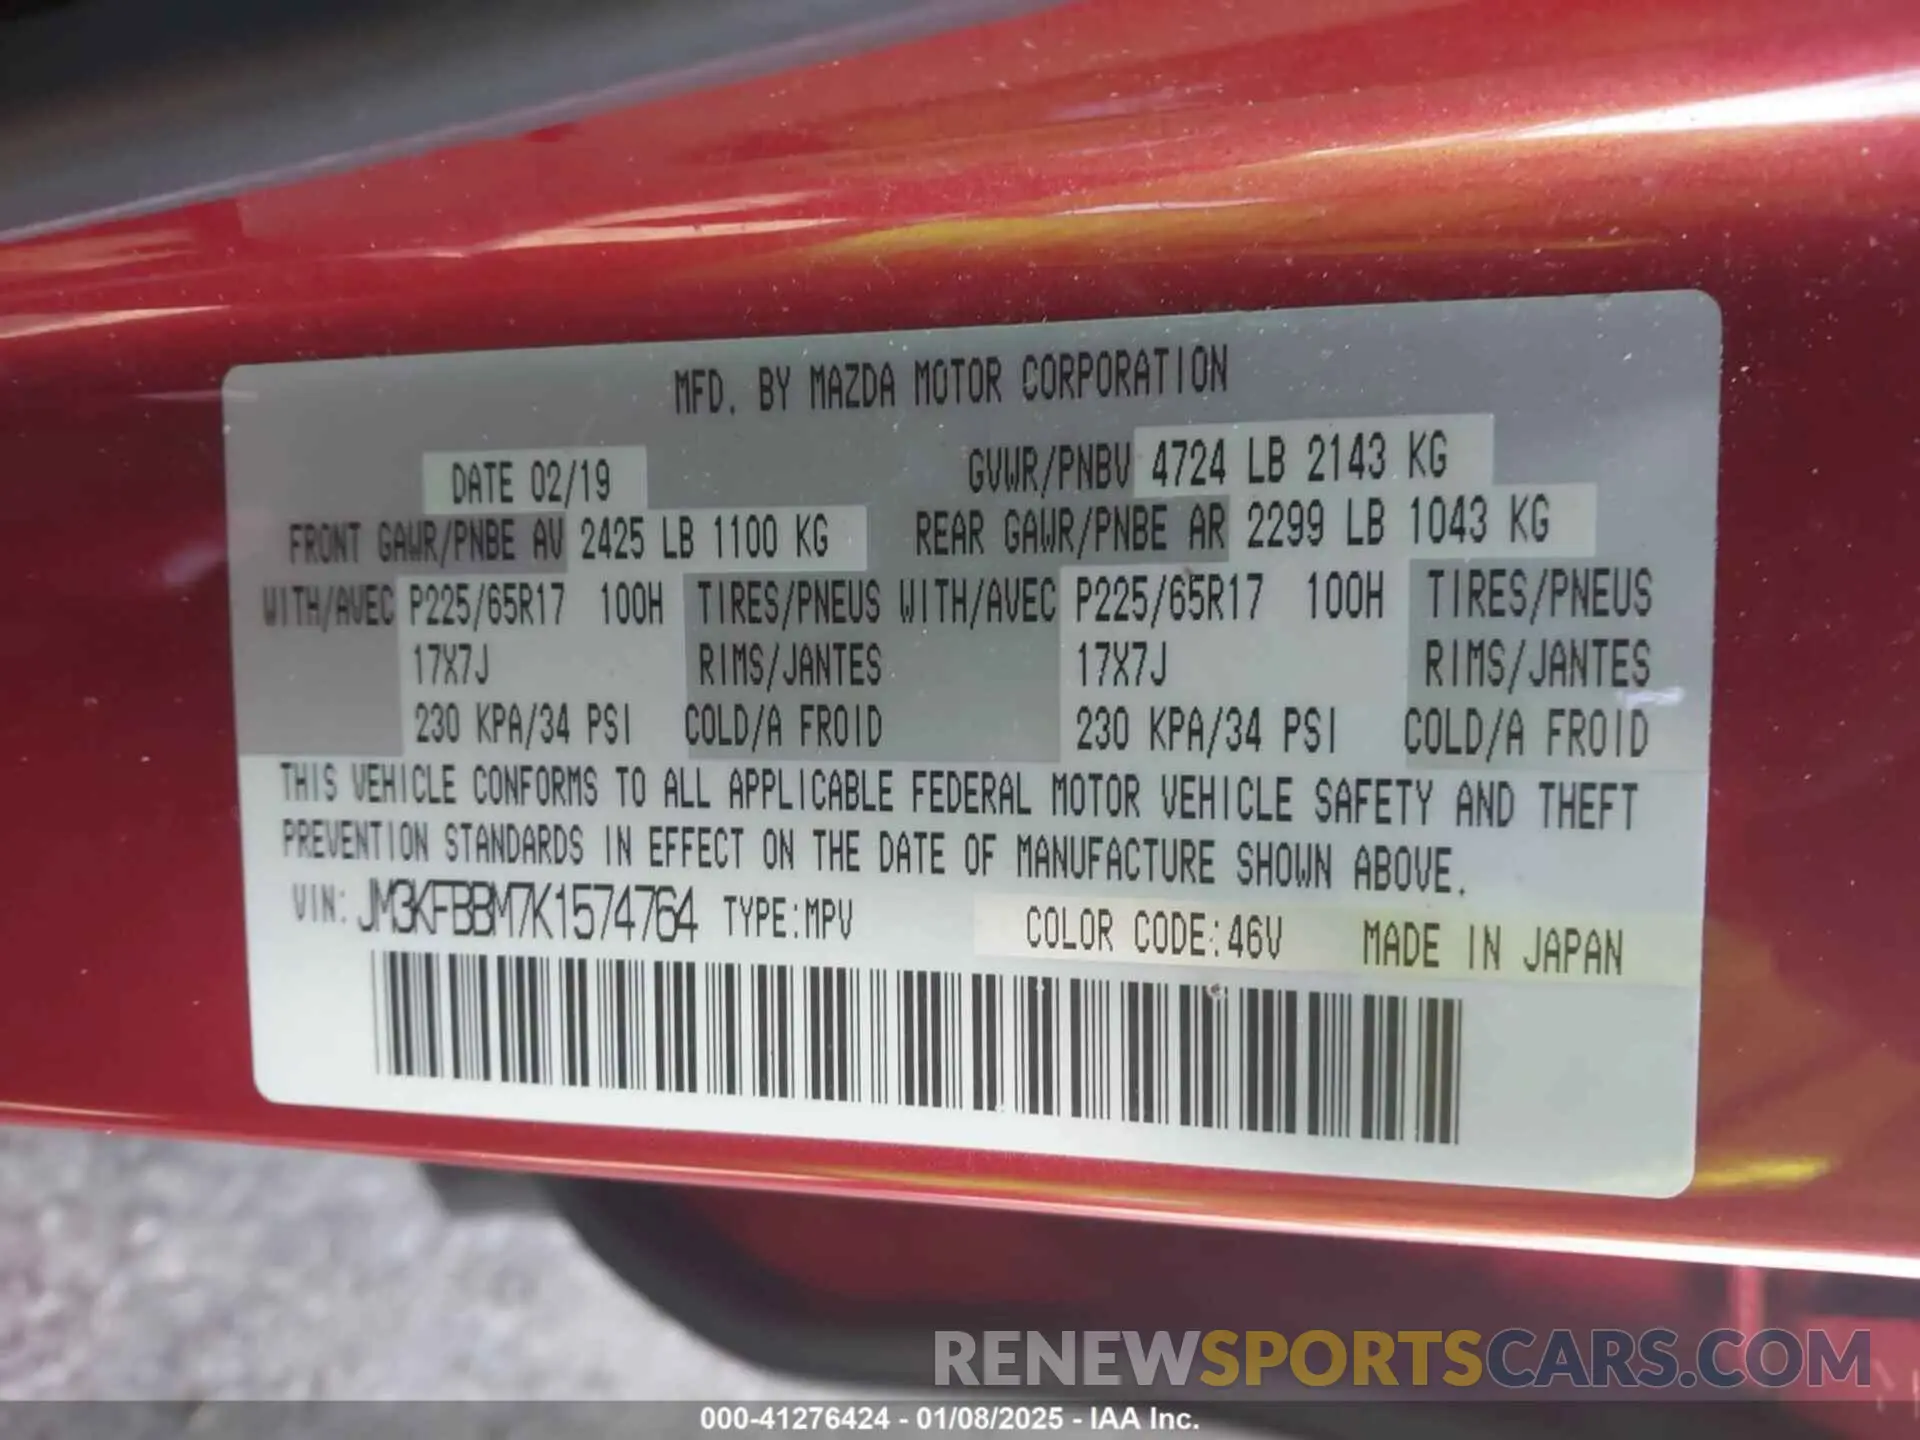 MFD. BY MAZDA MOTOR CORPORATION
DATE 02/19 GVWR/PNBV 4724 LB 2143 KG
FRONT GAWR/PNBE AV 2425 LB 1100 KG REAR GAWR/PNBE AR 2299 LB 1043 KG
WITH/AVEC P225/65R17 100H TIRES/PNEUS WITH/AVEC P225/65R17 100H TIRES/PNEUS
17X7J RIMS/JANTES 17X7J RIMS/JANTES
230 KPA/34 PSI COLD/A FROID 230 KPA/34 PSI COLD/A FROID
THIS VEHICLE CONFORMS TO ALL APPLICABLE FEDERAL MOTOR VEHICLE SAFETY AND THEFT
PREVENTION STANDARDS IN EFFECT ON THE DATE OF MANUFACTURE SHOWN ABOVE.
VIN: JM3KFBBM7K1574764 TYPE:MPV COLOR CODE:46V MADE IN JAPAN
RENEWSPORTSCARS.COM
000-41276424 - 01/08/2025 - IAA Inc.